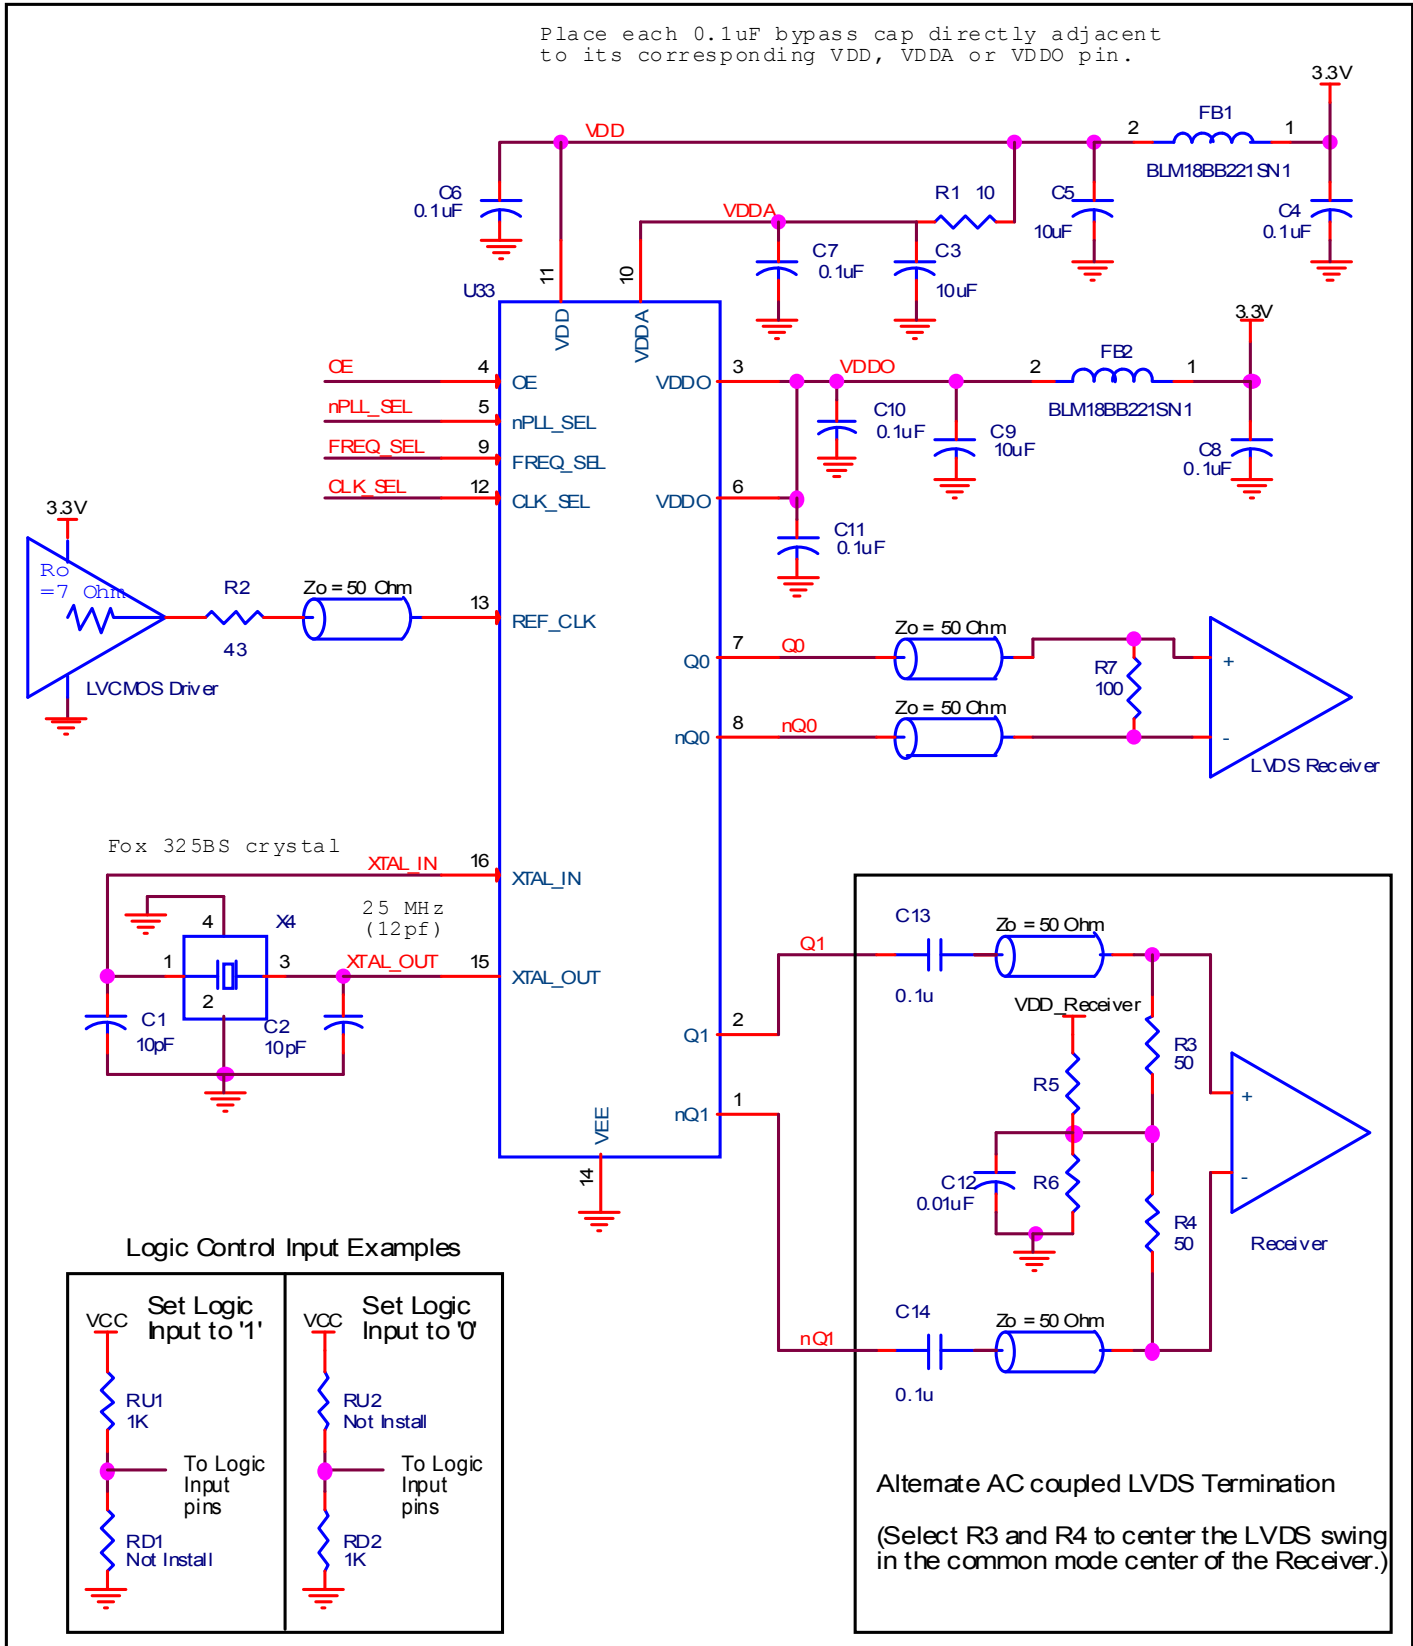 Place each 0.1uF bypass cap directly adjacent
to its corresponding VDD, VDDA or VDDO pin.
3.3V
FB1
2
1
BLM18BB221SN1
VDD
C6
0.1uF
R1 10
C5
10uF
C4
0.1uF
VDDA
C7
0.1uF
C3
10uF
11
10
U33
VDD
VDDA
3.3V
FB2
2
1
BLM18BB221SN1
OE
4
OE
VDDO
3
VDDO
nPLL_SEL
5
nPLL_SEL
C10
0.1uF
C9
10uF
C8
0.1uF
FREQ_SEL
9
FREQ_SEL
CLK_SEL
12
CLK_SEL
VDDO
6
C11
0.1uF
3.3V
Ro
=7 Ohm
R2
43
Zo = 50 Ohm
13
REF_CLK
LVCMOS Driver
Q0
7
Q0
Zo = 50 Ohm
R7
100
+
nQ0
8
nQ0
Zo = 50 Ohm
-
LVDS Receiver
Fox 325BS crystal
XTAL_IN
16
XTAL_IN
25 MHz
(12pf)
4
X4
1
3
2
XTAL_OUT
15
XTAL_OUT
C1
10pF
C2
10pF
Q1
2
Q1
C13
0.1u
Zo = 50 Ohm
VDD_Receiver
R3
50
R5
+
nQ1
1
VEE
14
C12
0.01uF
R6
-
R4
50
Receiver
nQ1
C14
0.1u
Zo = 50 Ohm
Alternate AC coupled LVDS Termination
(Select R3 and R4 to center the LVDS swing
in the common mode center of the Receiver.)
Logic Control Input Examples
VCC
Set Logic
Input to '1'
RU1
1K
To Logic
Input
pins
RD1
Not Install
VCC
Set Logic
Input to '0'
RU2
Not Install
To Logic
Input
pins
RD2
1K